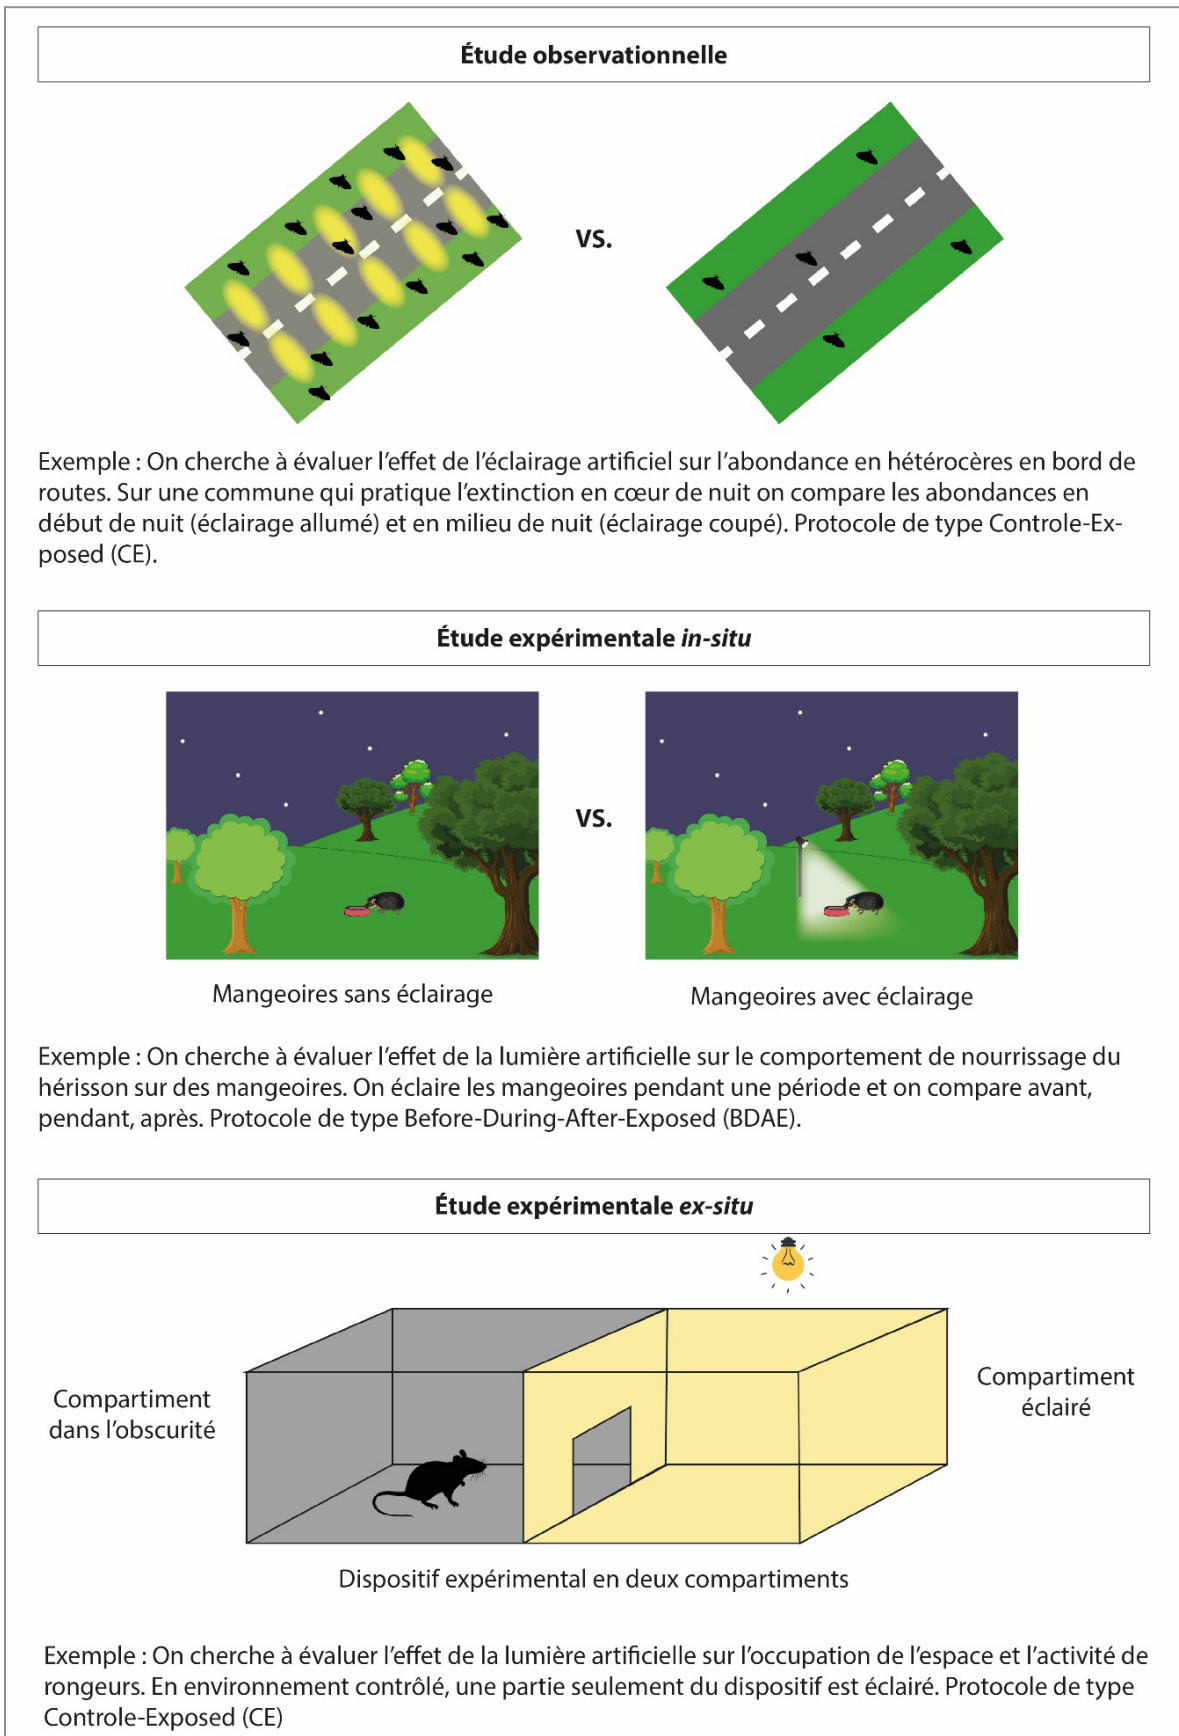 Étude observationnelle
VS.
Exemple : On cherche à évaluer l’effet de l’éclairage artificiel sur l’abondance en hétérocères en bord de
routes. Sur une commune qui pratique l’extinction en cœur de nuit on compare les abondances en
début de nuit (éclairage allumé) et en milieu de nuit (éclairage coupé). Protocole de type Controle-Ex-
posed (CE).
Étude expérimentale in-situ
VS.
Mangeoires sans éclairage
Mangeoires avec éclairage
Exemple : On cherche à évaluer l’effet de la lumière artificielle sur le comportement de nourrissage du
hérisson sur des mangeoires. On éclaire les mangeoires pendant une période et on compare avant,
pendant, après. Protocole de type Before-During-After-Exposed (BDAE).
Étude expérimentale ex-situ
Compartiment
dans l’obscurité
Compartiment
éclairé
Dispositif expérimental en deux compartiments
Exemple : On cherche à évaluer l’effet de la lumière artificielle sur l’occupation de l’espace et l’activité de
rongeurs. En environnement contrôlé, une partie seulement du dispositif est éclairé. Protocole de type
Controle-Exposed (CE)